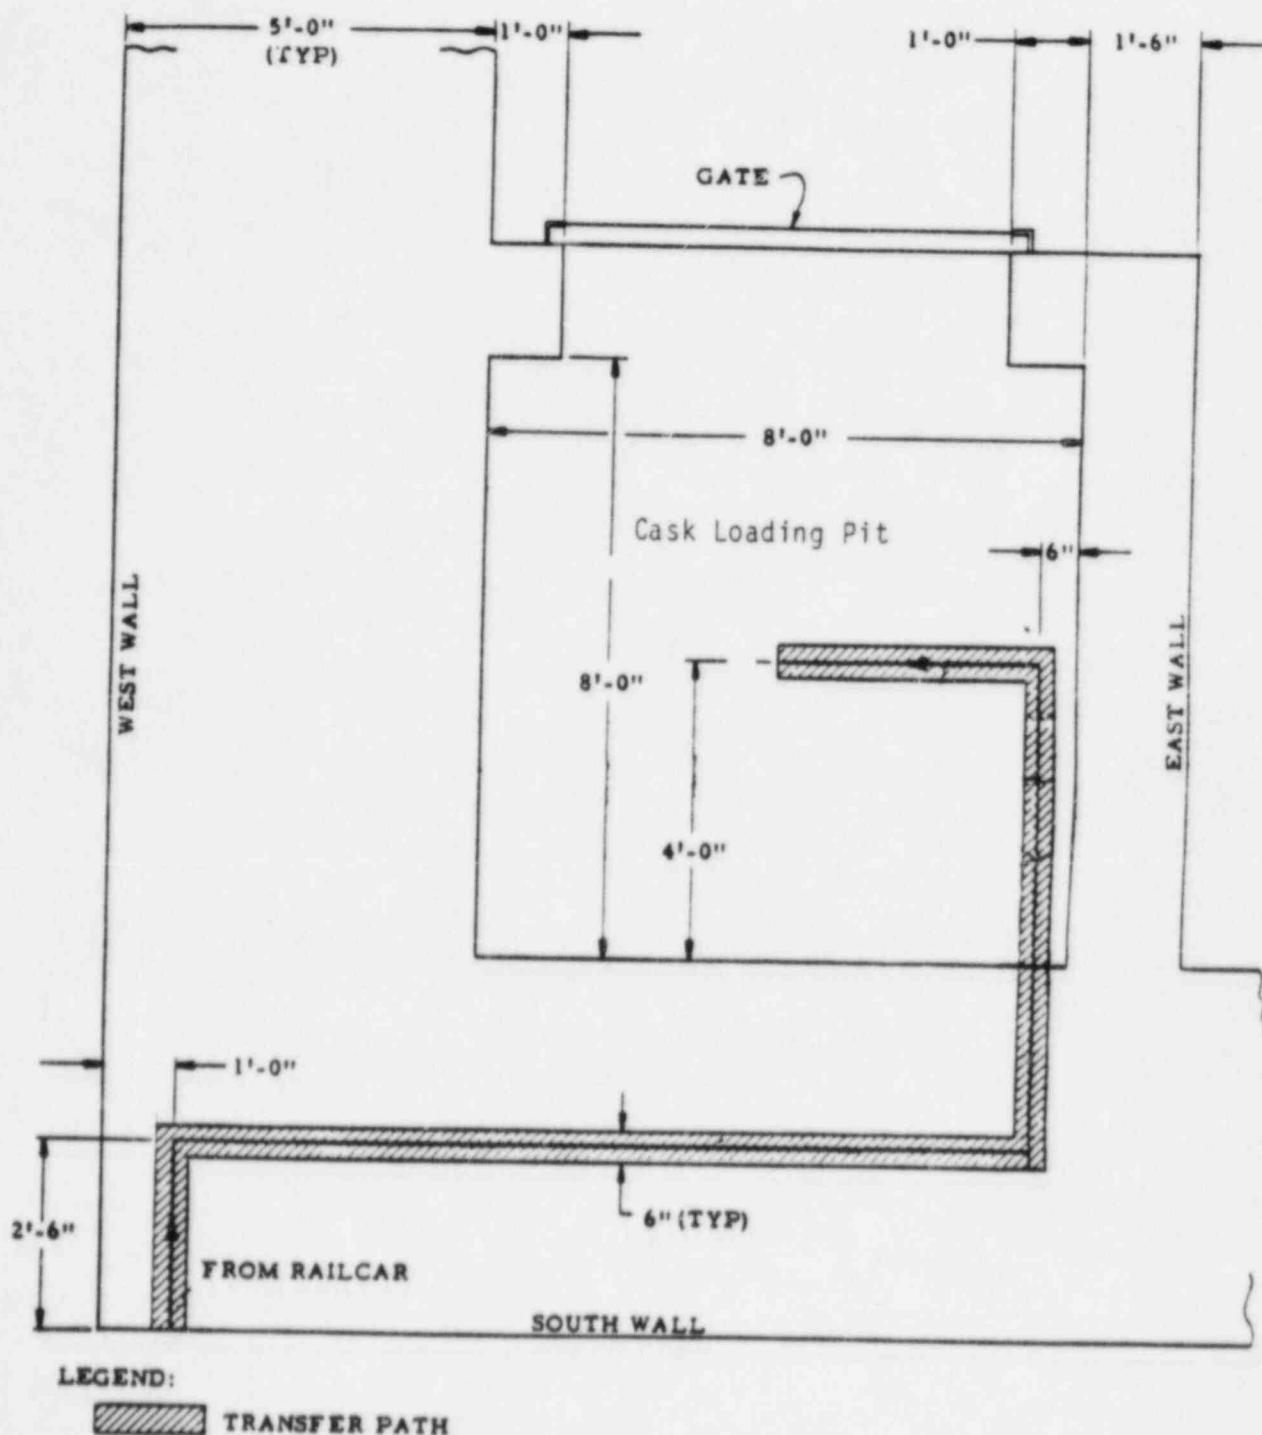 5'-0"
(TYP)
1'-0"
1'-0"
1'-6"
GATE
8'-0"
Cask Loading Pit
6"
WEST WALL
EAST WALL
8'-0"
4'-0"
1'-0"
2'-6"
6" (TYP)
FROM RAILCAR
SOUTH WALL
LEGEND:
TRANSFER PATH